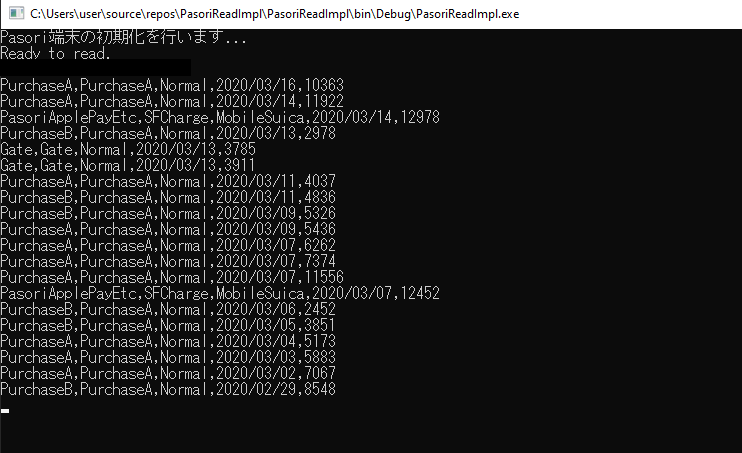 C:\Users\user\source\repos\PasoriReadImpl\PasoriReadImpl\bin\Debug\PasoriReadImpl.exe
Pasori端末の初期化を行います...
Ready to read.
PurchaseA,PurchaseA,Normal,2020/03/16,10363
PurchaseA,PurchaseA,Normal,2020/03/14,11922
PasoriApplePayEtc,SFCharge,MobileSuica,2020/03/14,12978
PurchaseB,PurchaseA,Normal,2020/03/13,2978
Gate,Gate,Normal,2020/03/13,3785
Gate,Gate,Normal,2020/03/13,3911
PurchaseA,PurchaseA,Normal,2020/03/11,4037
PurchaseB,PurchaseA,Normal,2020/03/11,4836
PurchaseB,PurchaseA,Normal,2020/03/09,5326
PurchaseA,PurchaseA,Normal,2020/03/09,5436
PurchaseA,PurchaseA,Normal,2020/03/07,6262
PurchaseA,PurchaseA,Normal,2020/03/07,7374
PurchaseA,PurchaseA,Normal,2020/03/07,11556
PasoriApplePayEtc,SFCharge,MobileSuica,2020/03/07,12452
PurchaseB,PurchaseA,Normal,2020/03/06,2452
PurchaseB,PurchaseA,Normal,2020/03/05,3851
PurchaseA,PurchaseA,Normal,2020/03/04,5173
PurchaseA,PurchaseA,Normal,2020/03/03,5883
PurchaseA,PurchaseA,Normal,2020/03/02,7067
PurchaseB,PurchaseA,Normal,2020/02/29,8548